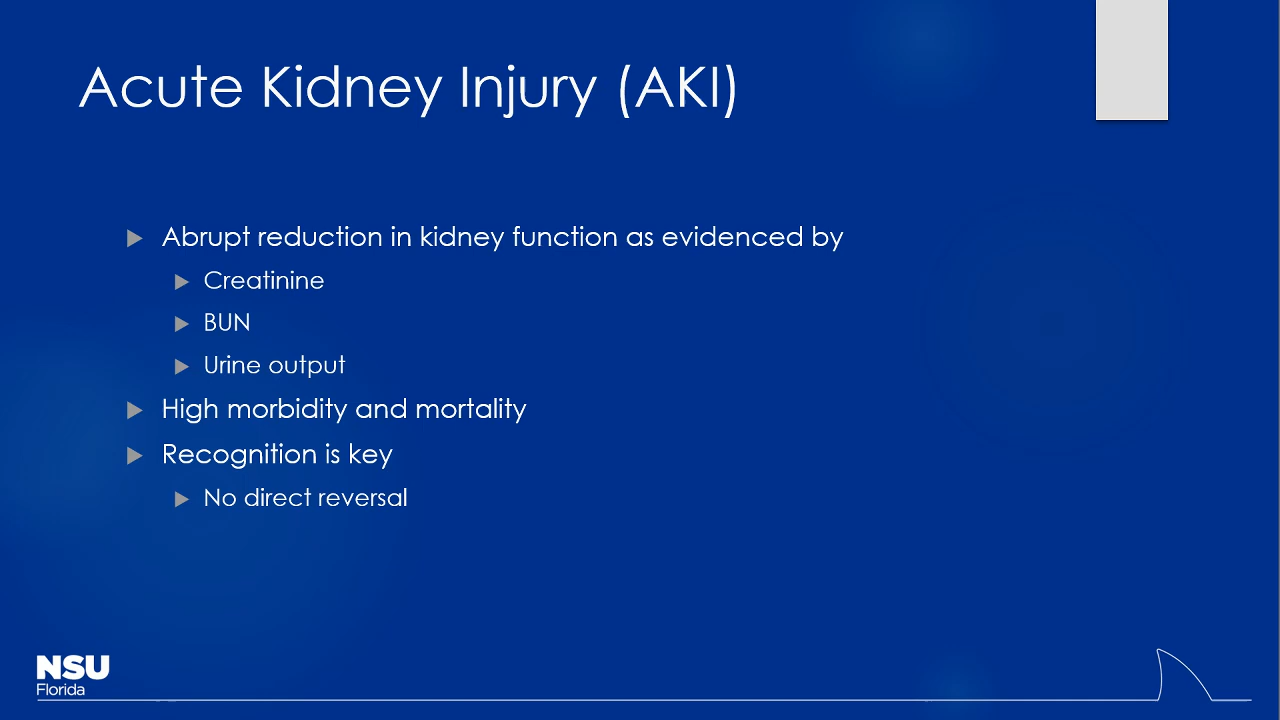 Acute Kidney Injury (AKI)
Abrupt reduction in kidney function as evidenced by
Creatinine
BUN
Urine output
High morbidity and mortality
Recognition is key
No direct reversal
NSU
Florida